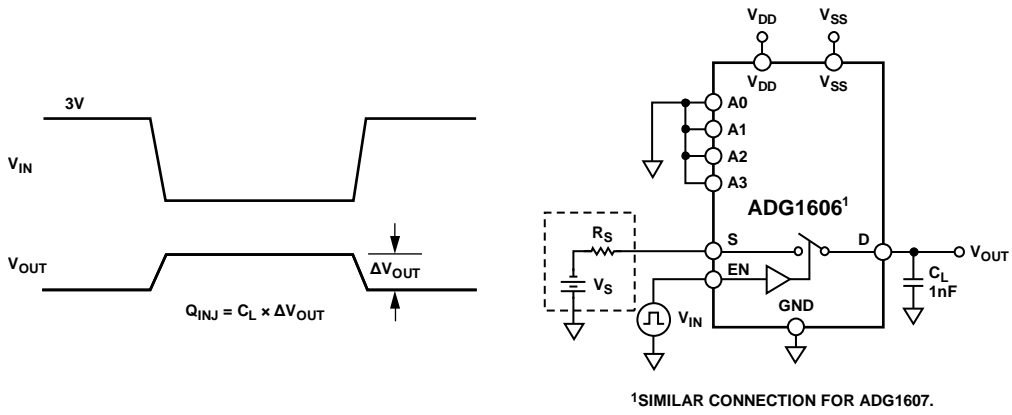 3V
VIN
VOUT
ΔVOUT
QINJ = CL × ΔVOUT
VDD
VSS
VDD
VSS
A0
A1
A2
A3
ADG1606¹
RS
S
D
VOUT
VS
EN
CL
1nF
VIN
GND
¹SIMILAR CONNECTION FOR ADG1607.